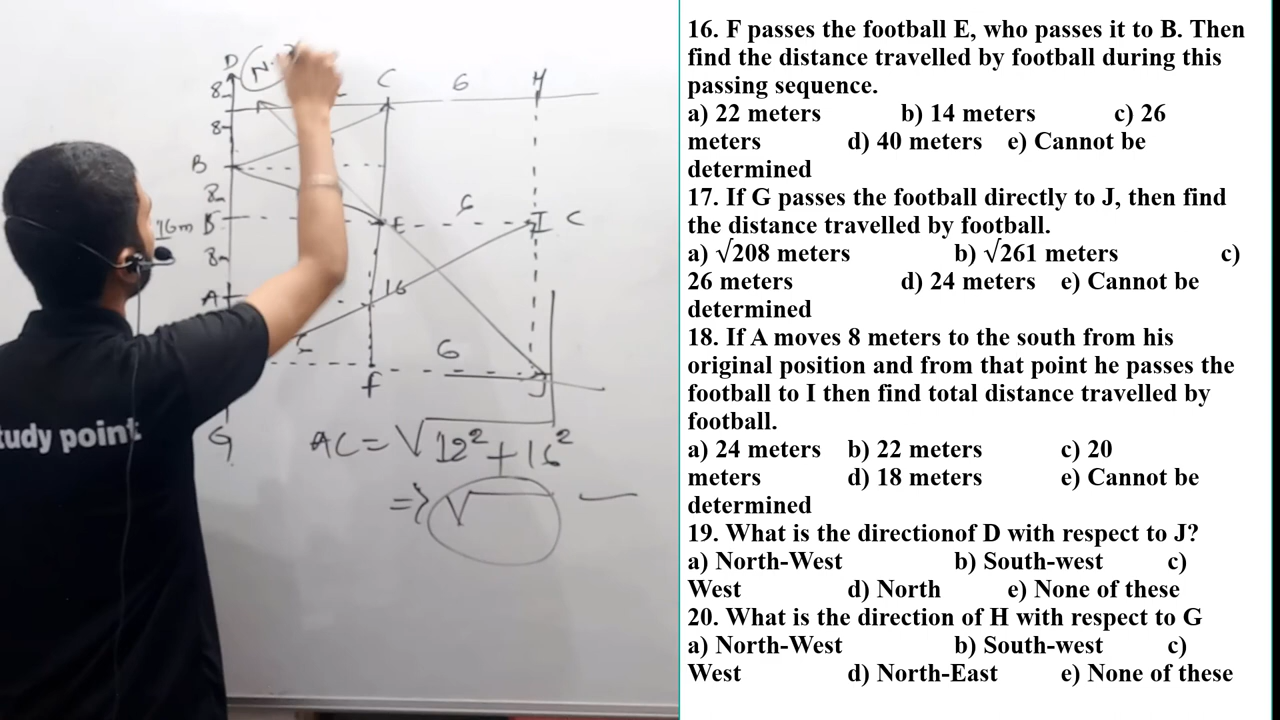 D
N.
8m
C
6
H
8m
B
8m
16m
E
6
I
C
8m
A
16
6
F
J
G
AC = √12² + 16²
=> √
tudy point
16. F passes the football E, who passes it to B. Then
find the distance travelled by football during this
passing sequence.
a) 22 meters b) 14 meters c) 26
meters d) 40 meters e) Cannot be
determined
17. If G passes the football directly to J, then find
the distance travelled by football.
a) √208 meters b) √261 meters c)
26 meters d) 24 meters e) Cannot be
determined
18. If A moves 8 meters to the south from his
original position and from that point he passes the
football to I then find total distance travelled by
football.
a) 24 meters b) 22 meters c) 20
meters d) 18 meters e) Cannot be
determined
19. What is the directionof D with respect to J?
a) North-West b) South-west c)
West d) North e) None of these
20. What is the direction of H with respect to G
a) North-West b) South-west c)
West d) North-East e) None of these